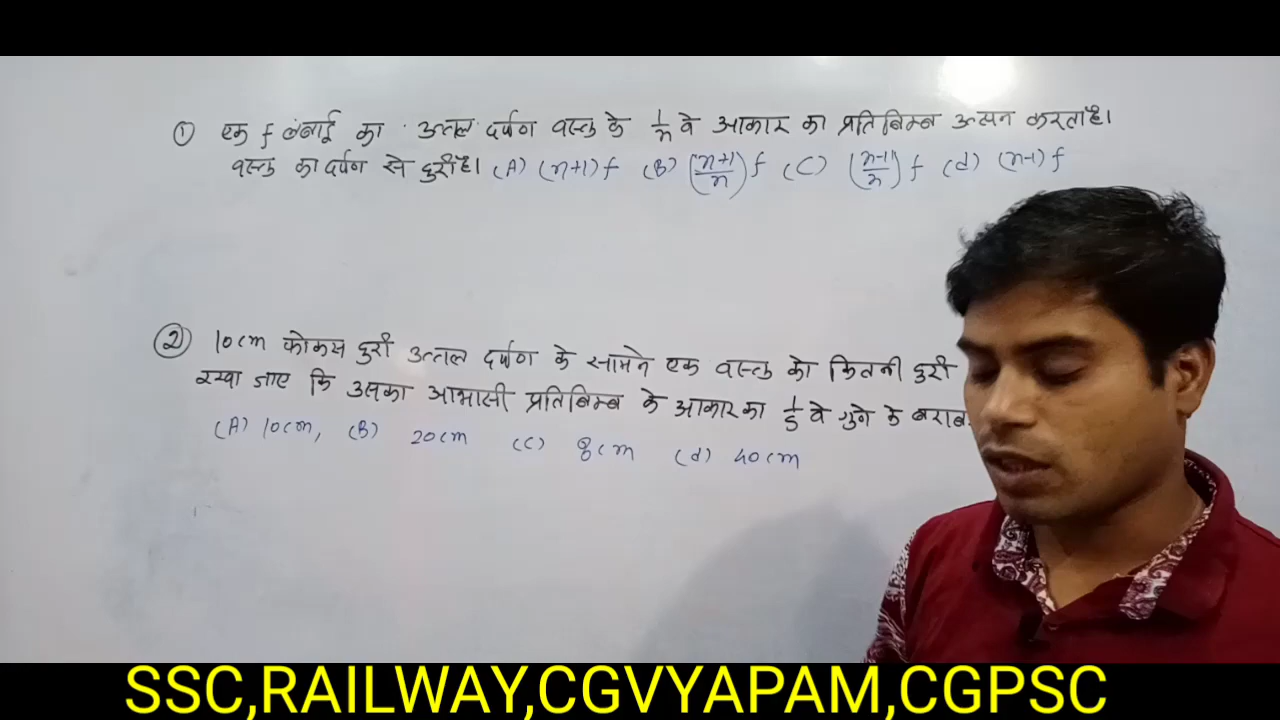 ① एक f लंबाई का उत्तल दर्पण वस्तु के 1/n वे आकार का प्रतिबिम्ब उत्पन करता है।
वस्तु का दर्पण से दुरी है। (A) (n+1) f (B) (n+1/n) f (C) (n-1/n) f (d) (n-1) f
② 10cm फोकस दुरी उत्तल दर्पण के सामने एक वस्तु को कितनी दुरी
रखा जाए कि उसका आभासी प्रतिबिम्ब के आकार का 1/5 वे गुने के बराब
(A) 10cm, (B) 20cm (C) 8cm (d) 40cm
SSC,RAILWAY,CGVYAPAM,CGPSC